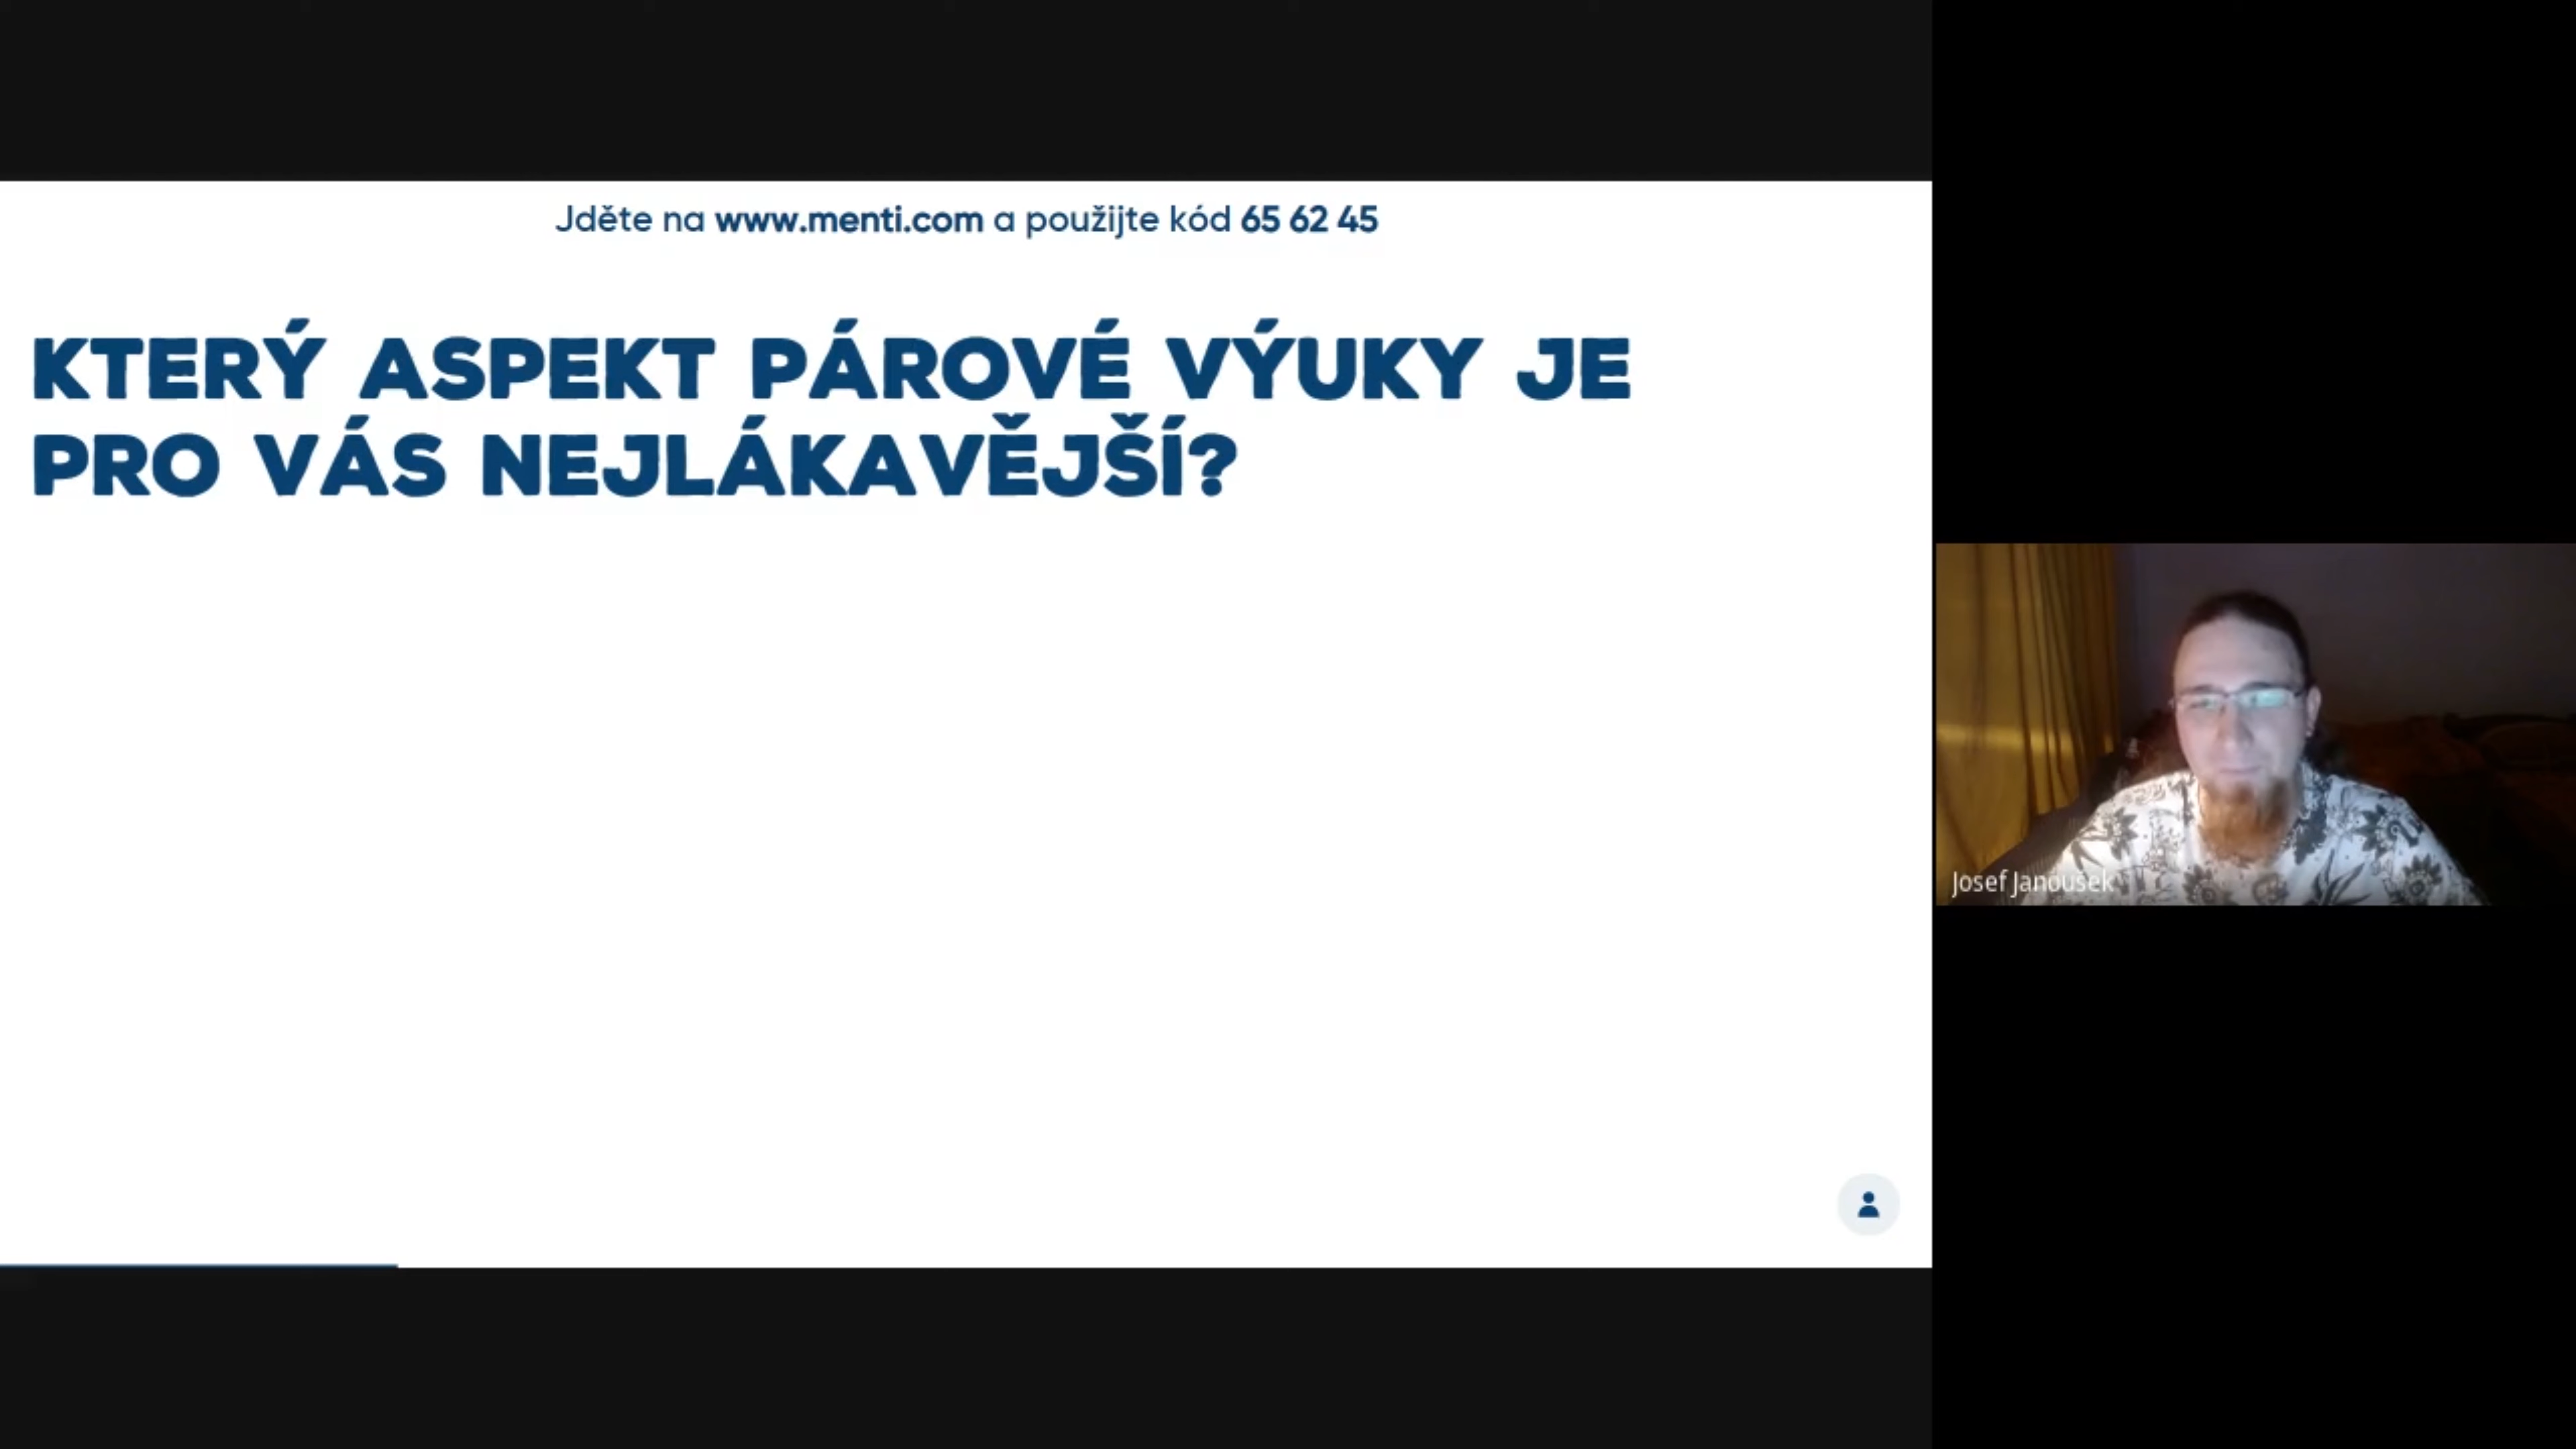 Jděte na www.menti.com a použijte kód 65 62 45
KTERÝ ASPEKT PÁROVÉ VÝUKY JE
PRO VÁS NEJLÁKAVĚJŠÍ?
Josef Janoušek